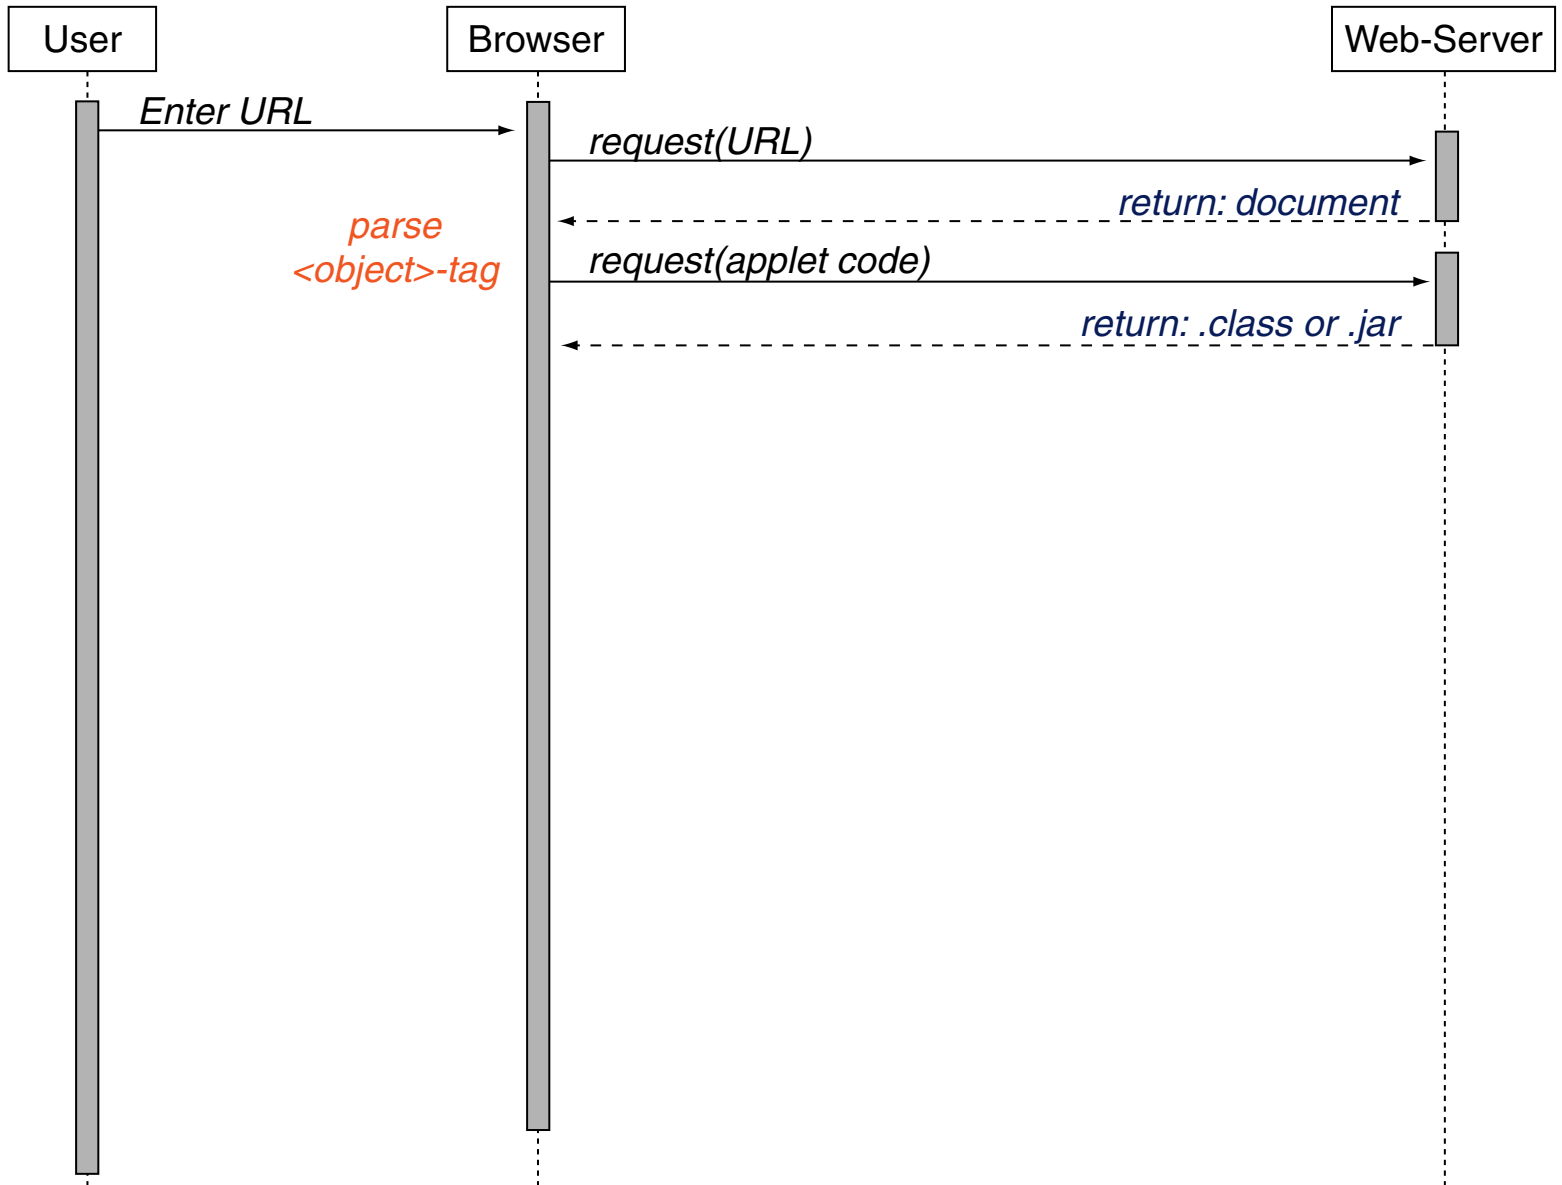 User
Browser
Web-Server
Enter URL
request(URL)
return: document
parse
<object>-tag
request(applet code)
return: .class or .jar